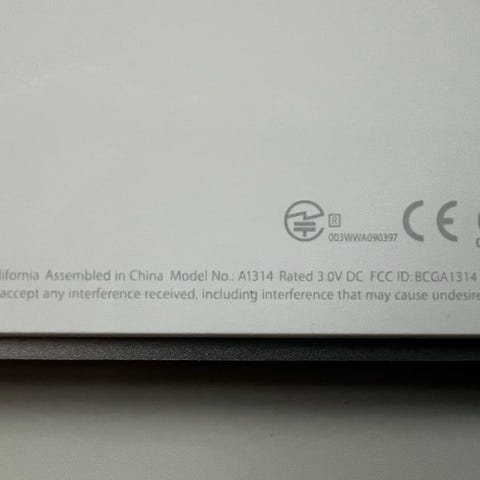 R
003WWA090397
CE
lifornia Assembled in China Model No.: A1314 Rated 3.0V DC FCC ID:BCGA1314
accept any interference received, including interference that may cause undesire